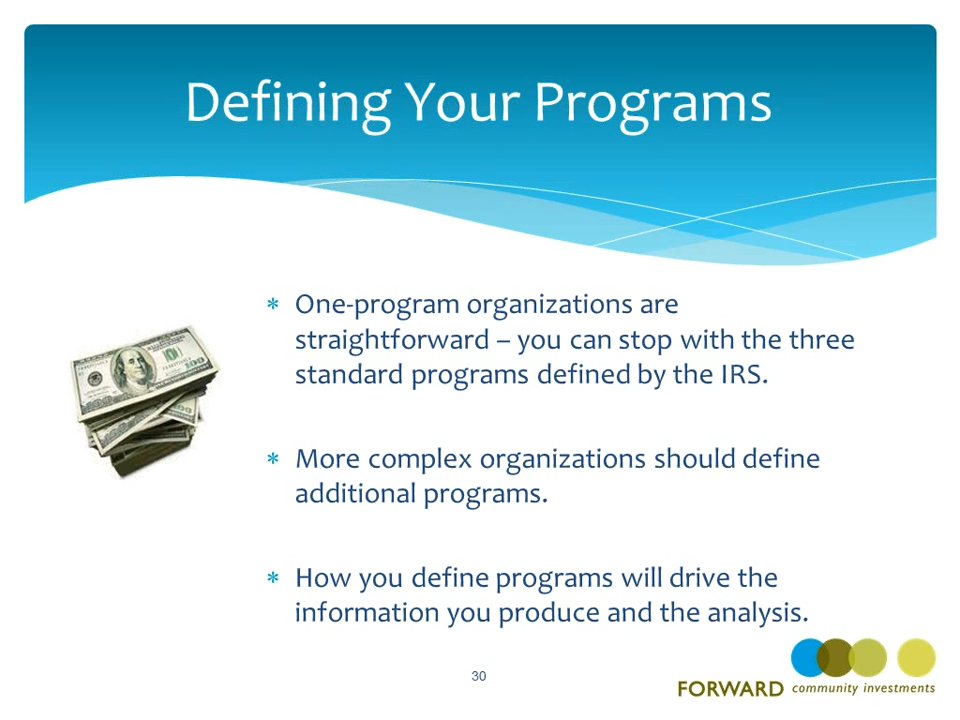 Defining Your Programs
∗ One-program organizations are
straightforward – you can stop with the three
standard programs defined by the IRS.
∗ More complex organizations should define
additional programs.
∗ How you define programs will drive the
information you produce and the analysis.
30
FORWARD community investments
100